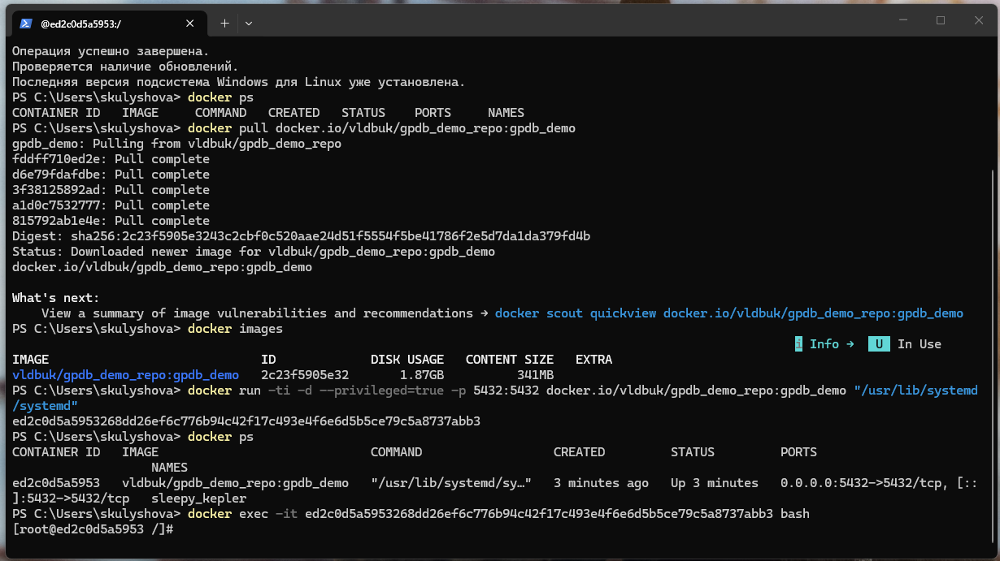 @ed2c0d5a5953:/
Операция успешно завершена.
Проверяется наличие обновлений.
Последняя версия подсистема Windows для Linux уже установлена.
PS C:\Users\skulyshova> docker ps
CONTAINER ID   IMAGE     COMMAND   CREATED   STATUS    PORTS     NAMES
PS C:\Users\skulyshova> docker pull docker.io/vldbuk/gpdb_demo_repo:gpdb_demo
gpdb_demo: Pulling from vldbuk/gpdb_demo_repo
fddff710ed2e: Pull complete
d6e79fdafdbe: Pull complete
3f38125892ad: Pull complete
a1d0c7532777: Pull complete
815792ab1e4e: Pull complete
Digest: sha256:2c23f5905e3243c2cbf0c520aae24d51f5554f5be41786f2e5d7da1da379fd4b
Status: Downloaded newer image for vldbuk/gpdb_demo_repo:gpdb_demo
docker.io/vldbuk/gpdb_demo_repo:gpdb_demo
What's next:
    View a summary of image vulnerabilities and recommendations → docker scout quickview docker.io/vldbuk/gpdb_demo_repo:gpdb_demo
PS C:\Users\skulyshova> docker images
i Info →   U  In Use
IMAGE                             ID             DISK USAGE   CONTENT SIZE   EXTRA
vldbuk/gpdb_demo_repo:gpdb_demo   2c23f5905e32       1.87GB          341MB
PS C:\Users\skulyshova> docker run -ti -d --privileged=true -p 5432:5432 docker.io/vldbuk/gpdb_demo_repo:gpdb_demo "/usr/lib/systemd
/systemd"
ed2c0d5a5953268dd26ef6c776b94c42f17c493e4f6e6d5b5ce79c5a8737abb3
PS C:\Users\skulyshova> docker ps
CONTAINER ID   IMAGE                             COMMAND                  CREATED         STATUS         PORTS
                   NAMES
ed2c0d5a5953   vldbuk/gpdb_demo_repo:gpdb_demo   "/usr/lib/systemd/sy…"   3 minutes ago   Up 3 minutes   0.0.0.0:5432->5432/tcp, [::
]:5432->5432/tcp   sleepy_kepler
PS C:\Users\skulyshova> docker exec -it ed2c0d5a5953268dd26ef6c776b94c42f17c493e4f6e6d5b5ce79c5a8737abb3 bash
[root@ed2c0d5a5953 /]#